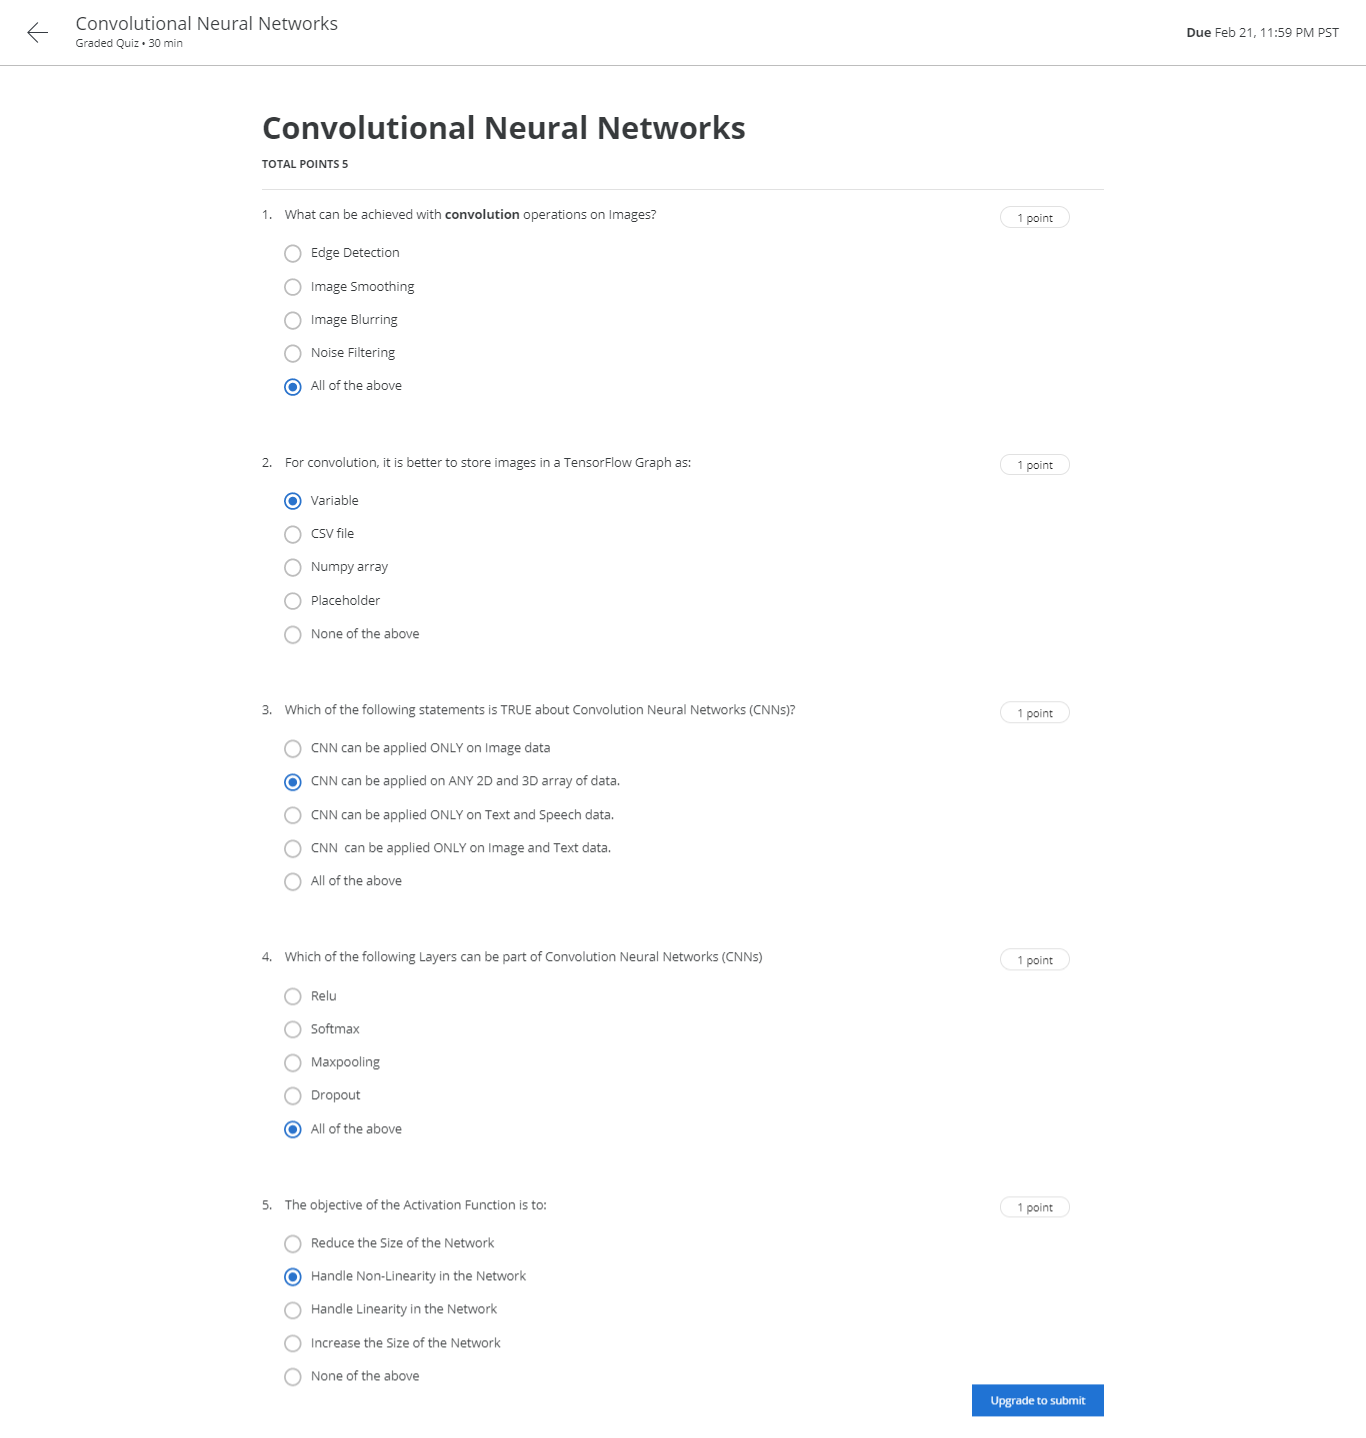 Convolutional Neural Networks
Graded Quiz • 30 min
Due Feb 21, 11:59 PM PST
Convolutional Neural Networks
TOTAL POINTS 5
1. What can be achieved with convolution operations on Images?
1 point
Edge Detection
Image Smoothing
Image Blurring
Noise Filtering
All of the above
2. For convolution, it is better to store images in a TensorFlow Graph as:
1 point
Variable
CSV file
Numpy array
Placeholder
None of the above
3. Which of the following statements is TRUE about Convolution Neural Networks (CNNs)?
1 point
CNN can be applied ONLY on Image data
CNN can be applied on ANY 2D and 3D array of data.
CNN can be applied ONLY on Text and Speech data.
CNN  can be applied ONLY on Image and Text data.
All of the above
4. Which of the following Layers can be part of Convolution Neural Networks (CNNs)
1 point
Relu
Softmax
Maxpooling
Dropout
All of the above
5. The objective of the Activation Function is to:
1 point
Reduce the Size of the Network
Handle Non-Linearity in the Network
Handle Linearity in the Network
Increase the Size of the Network
None of the above
Upgrade to submit